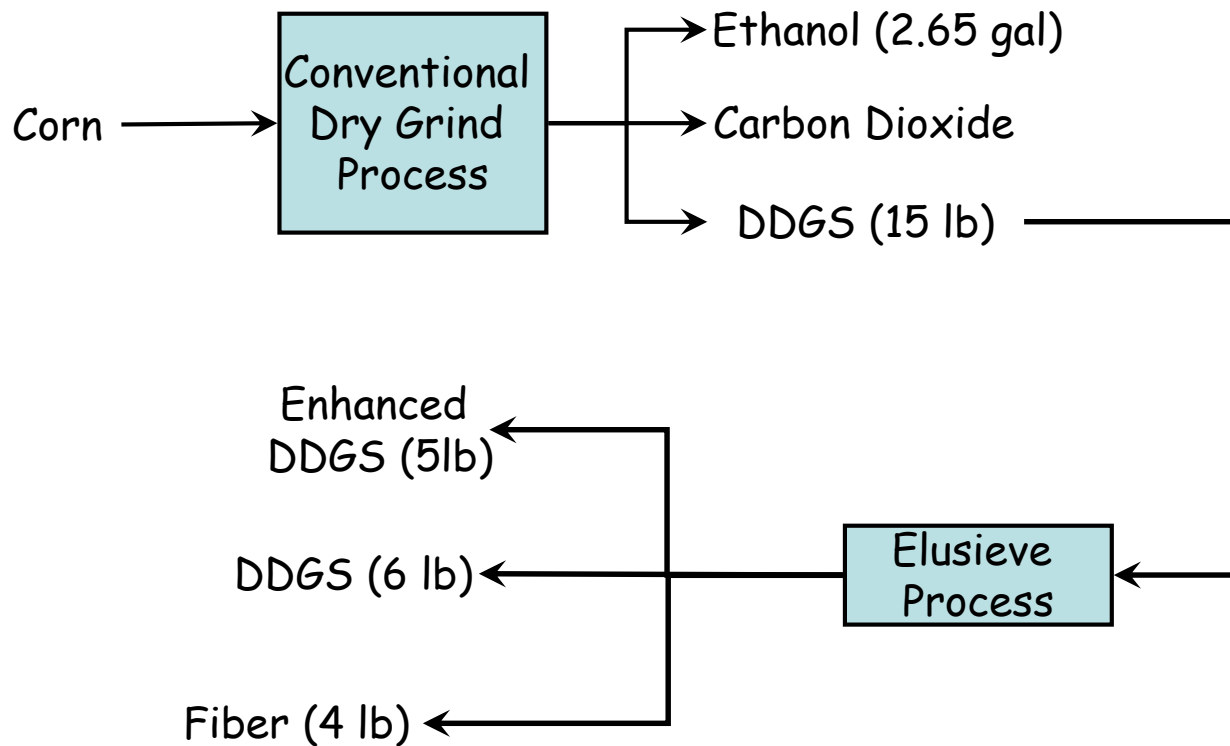 Corn
Conventional
Dry Grind
Process
Ethanol (2.65 gal)
Carbon Dioxide
DDGS (15 lb)
Enhanced
DDGS (5lb)
DDGS (6 lb)
Fiber (4 lb)
Elusieve
Process